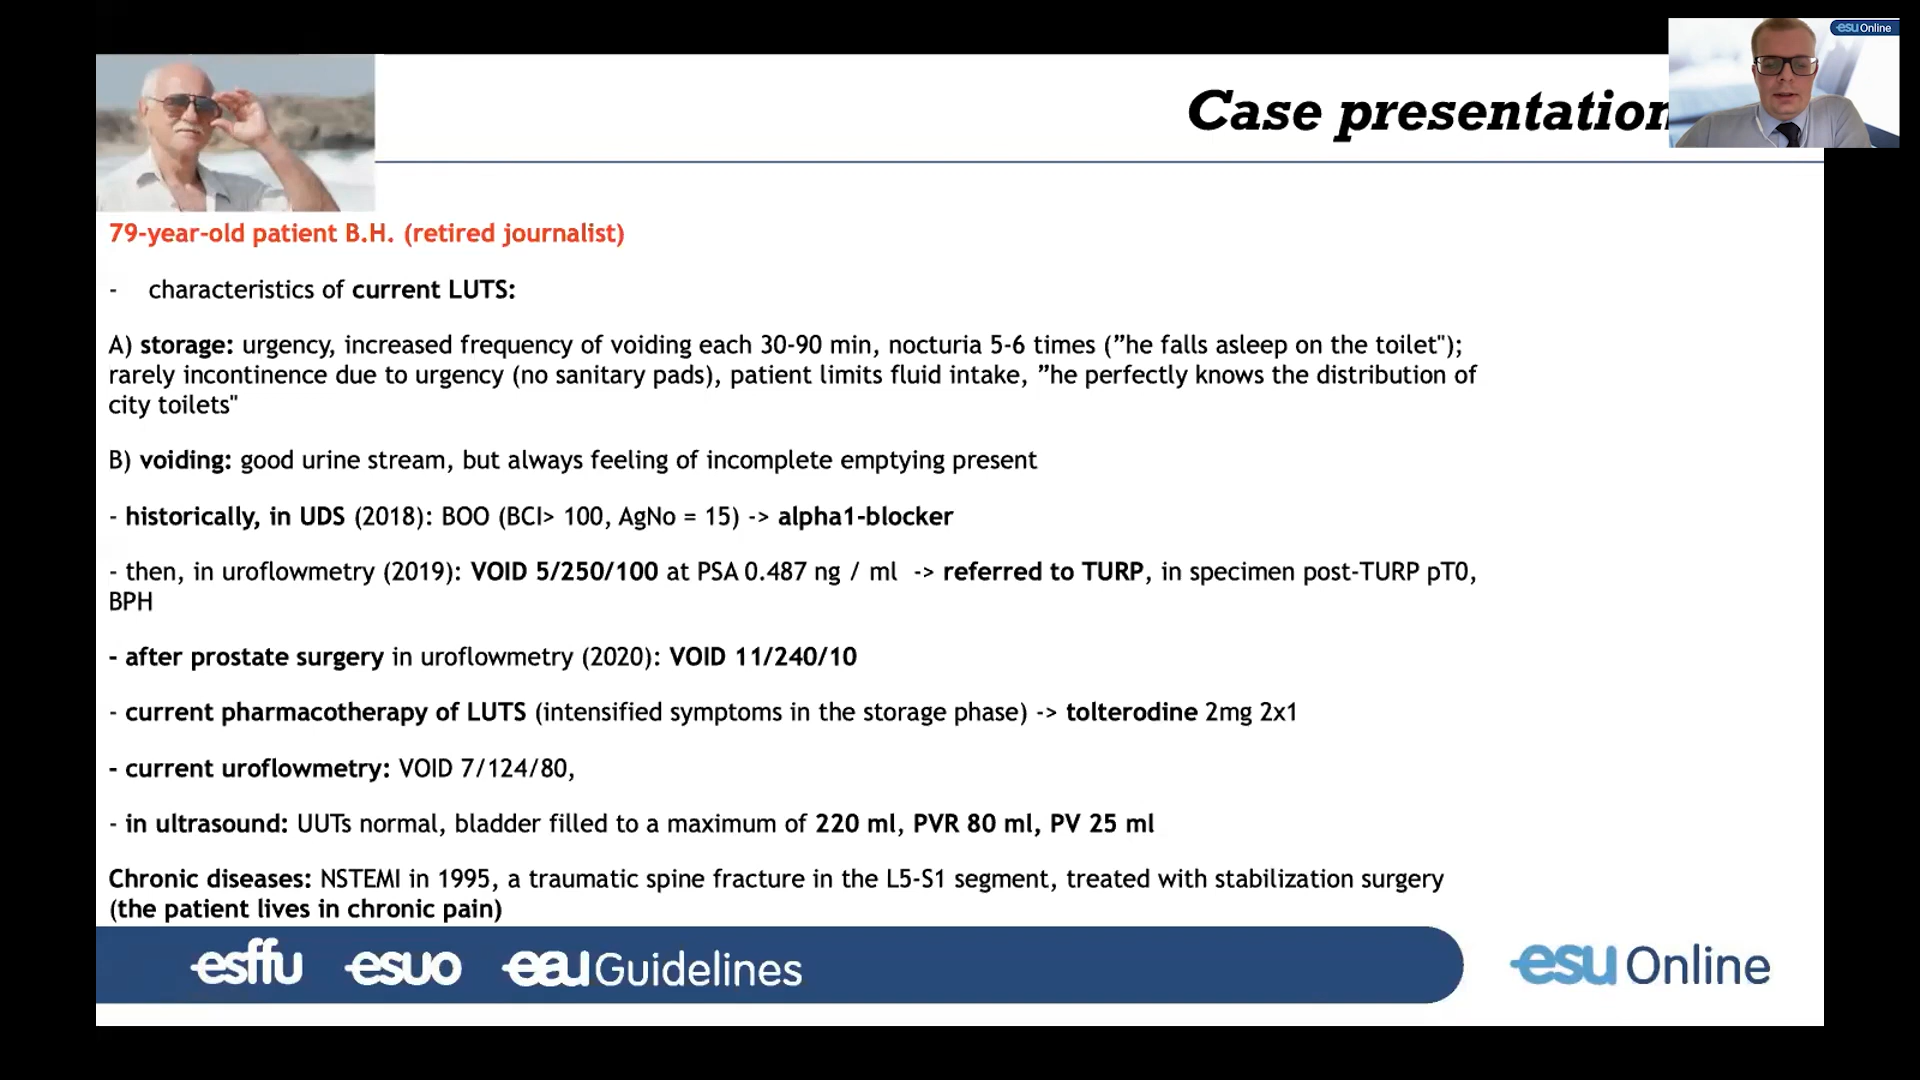 esu Online
Case presentation
79-year-old patient B.H. (retired journalist)
- characteristics of current LUTS:
A) storage: urgency, increased frequency of voiding each 30-90 min, nocturia 5-6 times (”he falls asleep on the toilet");
rarely incontinence due to urgency (no sanitary pads), patient limits fluid intake, ”he perfectly knows the distribution of
city toilets"
B) voiding: good urine stream, but always feeling of incomplete emptying present
- historically, in UDS (2018): BOO (BCI> 100, AgNo = 15) -> alpha1-blocker
- then, in uroflowmetry (2019): VOID 5/250/100 at PSA 0.487 ng / ml -> referred to TURP, in specimen post-TURP pT0,
BPH
- after prostate surgery in uroflowmetry (2020): VOID 11/240/10
- current pharmacotherapy of LUTS (intensified symptoms in the storage phase) -> tolterodine 2mg 2x1
- current uroflowmetry: VOID 7/124/80,
- in ultrasound: UUTs normal, bladder filled to a maximum of 220 ml, PVR 80 ml, PV 25 ml
Chronic diseases: NSTEMI in 1995, a traumatic spine fracture in the L5-S1 segment, treated with stabilization surgery
(the patient lives in chronic pain)
esffu esuo eau Guidelines esu Online